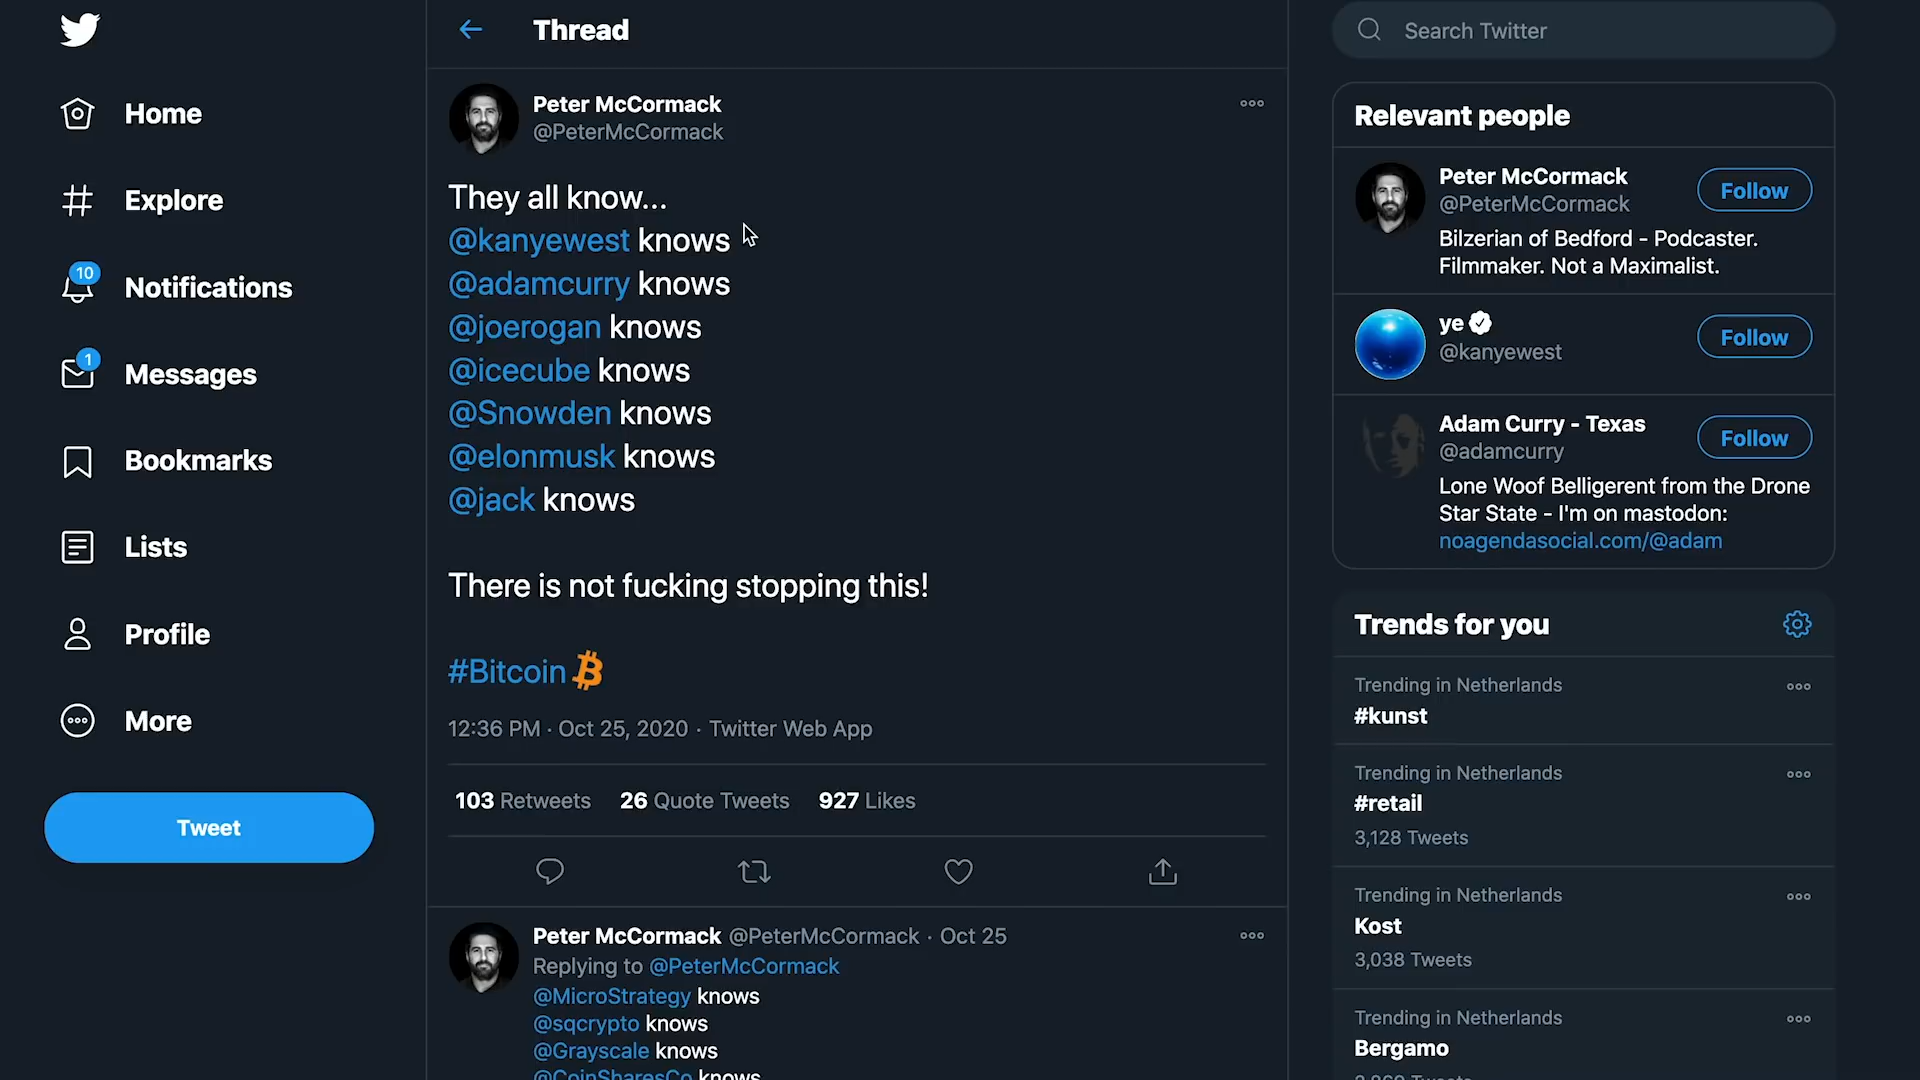 Thread
Search Twitter
Home
Explore
10
Notifications
1
Messages
Bookmarks
Lists
Profile
More
Tweet
Peter McCormack
@PeterMcCormack
They all know...
@kanyewest knows
@adamcurry knows
@joerogan knows
@icecube knows
@Snowden knows
@elonmusk knows
@jack knows
There is not fucking stopping this!
#Bitcoin
12:36 PM · Oct 25, 2020 · Twitter Web App
103 Retweets 26 Quote Tweets 927 Likes
Peter McCormack @PeterMcCormack · Oct 25
Replying to @PeterMcCormack
@MicroStrategy knows
@sqcrypto knows
@Grayscale knows
@CoinSharesCo knows
Relevant people
Peter McCormack
@PeterMcCormack
Follow
Bilzerian of Bedford - Podcaster.
Filmmaker. Not a Maximalist.
ye
@kanyewest
Follow
Adam Curry - Texas
@adamcurry
Follow
Lone Woof Belligerent from the Drone
Star State - I'm on mastodon:
noagendasocial.com/@adam
Trends for you
Trending in Netherlands
#kunst
Trending in Netherlands
#retail
3,128 Tweets
Trending in Netherlands
Kost
3,038 Tweets
Trending in Netherlands
Bergamo